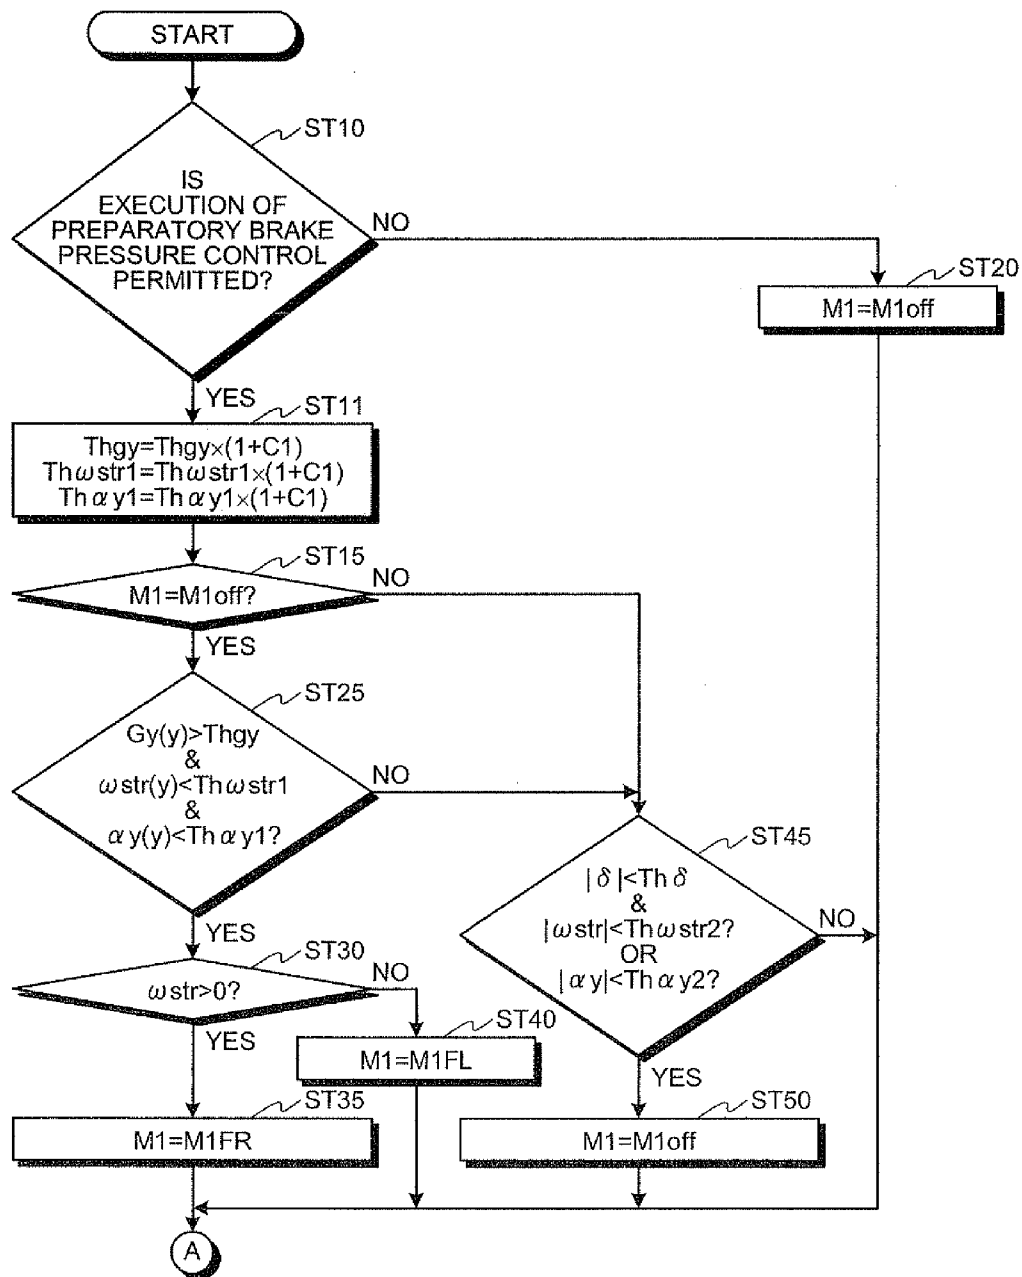 START
ST10
IS
EXECUTION OF
PREPARATORY BRAKE
PRESSURE CONTROL
PERMITTED?
NO
ST20
M1=M1off
YES
ST11
Thgy=Thgy×(1+C1)
Thωstr1=Thωstr1×(1+C1)
Thαy1=Thαy1×(1+C1)
ST15
M1=M1off?
NO
YES
ST25
Gy(y)>Thgy
&
ωstr(y)<Thωstr1
&
αy(y)<Thαy1?
NO
YES
ST45
|δ|<Thδ
&
|ωstr|<Thωstr2?
OR
|αy|<Thαy2?
NO
YES
ST30
ωstr>0?
NO
YES
ST40
M1=M1FL
ST35
M1=M1FR
ST50
M1=M1off
A